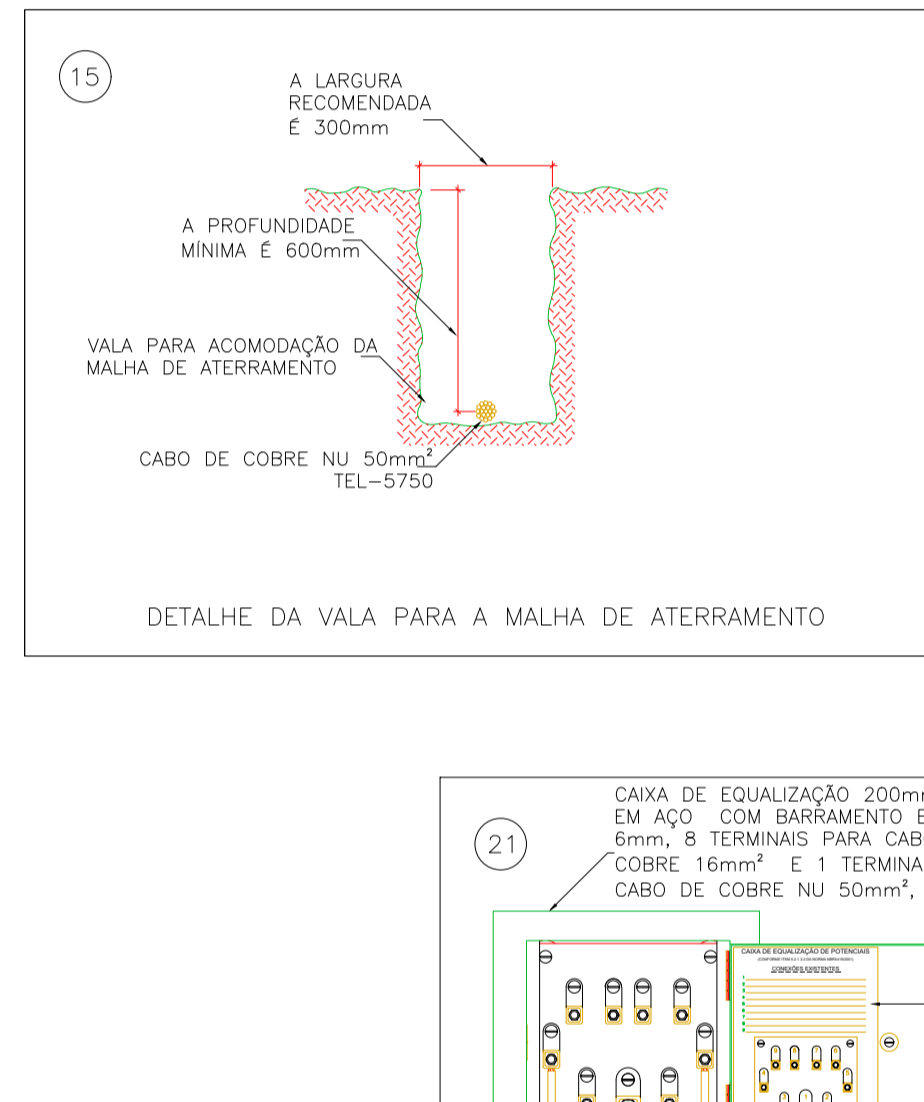 15
A LARGURA
RECOMENDADA
É 300mm
A PROFUNDIDADE
MÍNIMA É 600mm
VALA PARA ACOMODAÇÃO DA
MALHA DE ATERRAMENTO
CABO DE COBRE NU 50mm²
TEL-5750
DETALHE DA VALA PARA A MALHA DE ATERRAMENTO
21
CAIXA DE EQUALIZAÇÃO 200m
EM AÇO COM BARRAMENTO E
6mm, 8 TERMINAIS PARA CAB
COBRE 16mm² E 1 TERMINA
CABO DE COBRE NU 50mm²,
CAIXA DE EQUALIZAÇÃO DE POTENCIAIS
CONEXÕES EXISTENTES